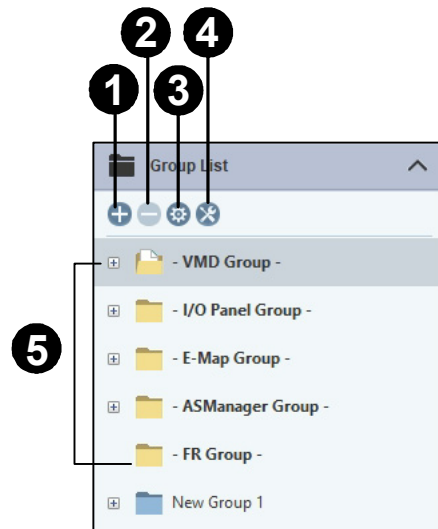 2
4
1
3
Group List
- VMD Group -
- I/O Panel Group -
5
- E-Map Group -
- ASManager Group -
- FR Group -
New Group 1